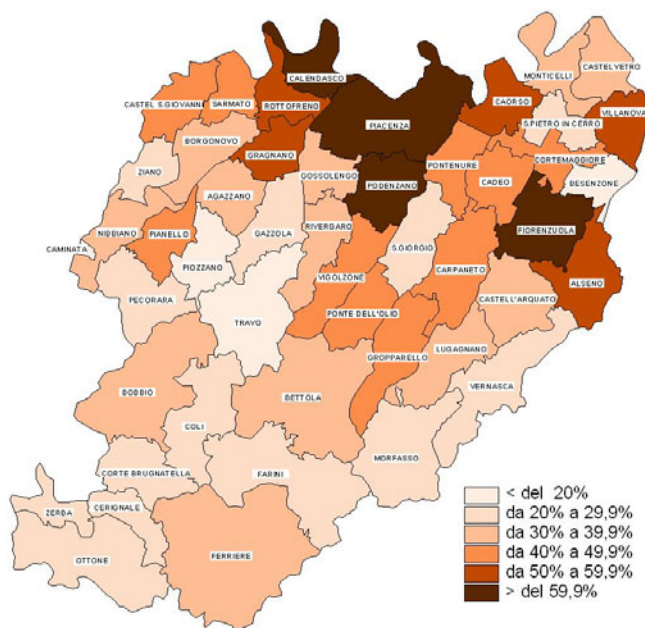 CALENDASCO
MONTICELLI
CASTELVETRO
CASTEL S.GIOVANNI
SARMATO
ROTTOFRENO
CAORSO
VILLANOVA
PIACENZA
S.PIETRO IN CERRO
BORGONOVO
GRAGNANO
PONTENURE
CORTEMAGGIORE
ZIANO
GOSSOLENGO
PODENZANO
CADEO
BESENZONE
AGAZZANO
NIBBIANO
PIANELLO
GAZZOLA
RIVERGARO
S.GIORGIO
FIORENZUOLA
CAMINATA
PIOZZANO
VIGOLZONE
CARPANETO
ALSENO
PECORARA
CASTELL'ARQUATO
TRAVO
PONTE DELL'OLIO
LUGAGNANO
GROPPARELLO
VERNASCA
BOBBIO
BETTOLA
COLI
MORFASSO
CORTE BRUGNATELLA
FARINI
ZERBA
CERIGNALE
OTTONE
FERRIERE
< del 20%
da 20% a 29,9%
da 30% a 39,9%
da 40% a 49,9%
da 50% a 59,9%
> del 59,9%